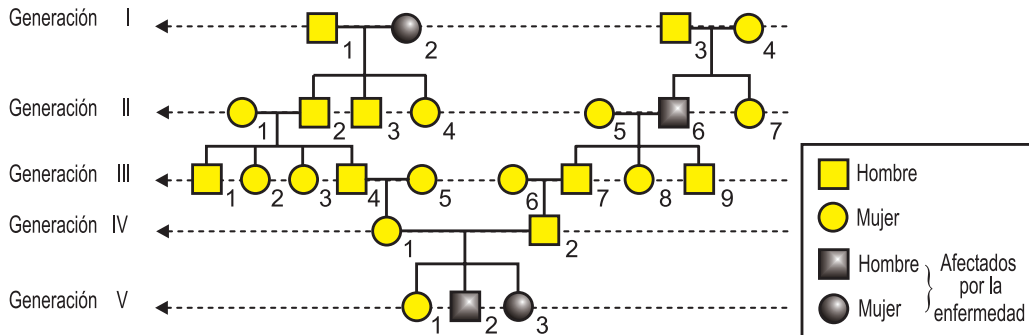 Generación I
1
2
3
4
Generación II
1
2
3
4
5
6
7
Generación III
1
2
3
4
5
6
7
8
9
Generación IV
1
2
Generación V
1
2
3
Hombre
Mujer
Hombre
Mujer
Afectados
por la
enfermedad